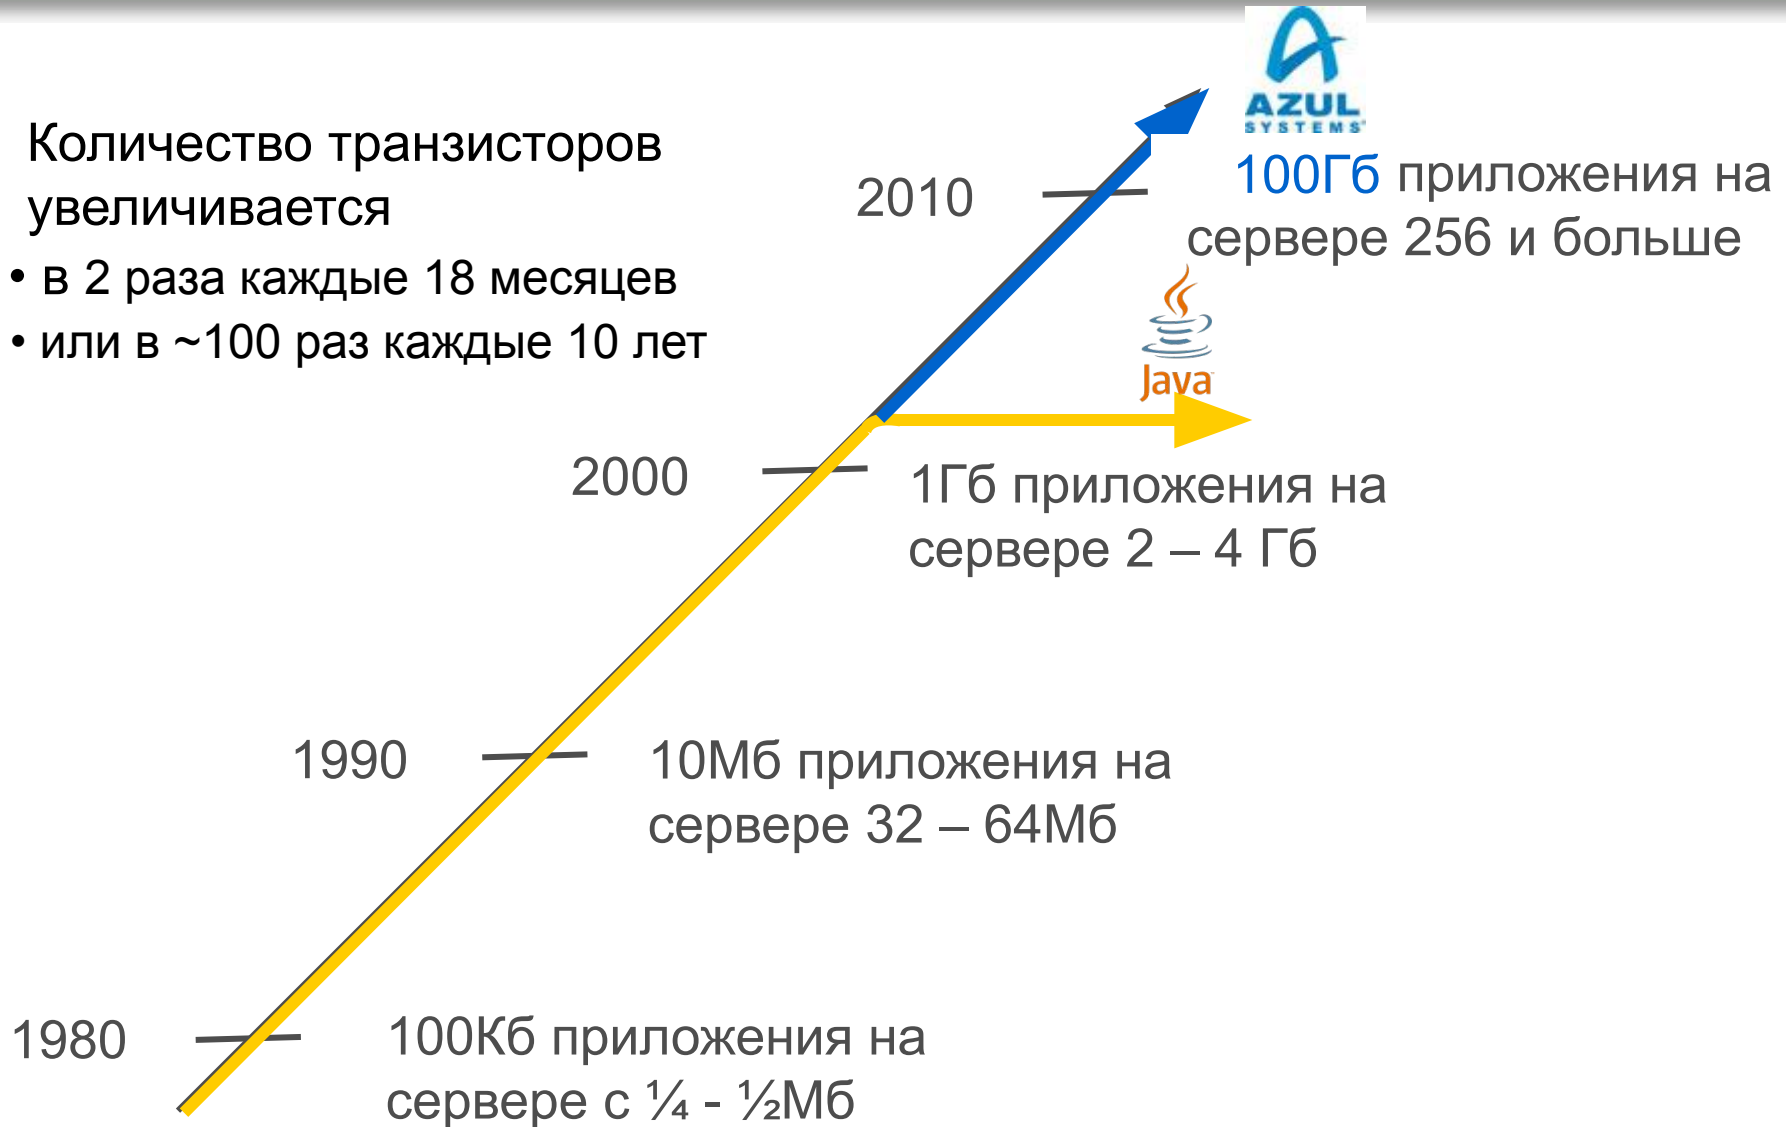 Количество транзисторов
увеличивается
• в 2 раза каждые 18 месяцев
• или в ~100 раз каждые 10 лет
AZUL
SYSTEMS
2010
100Гб приложения на
сервере 256 и больше
Java
2000
1Гб приложения на
сервере 2 – 4 Гб
1990
10Мб приложения на
сервере 32 – 64Мб
1980
100Кб приложения на
сервере с ¼ - ½Мб